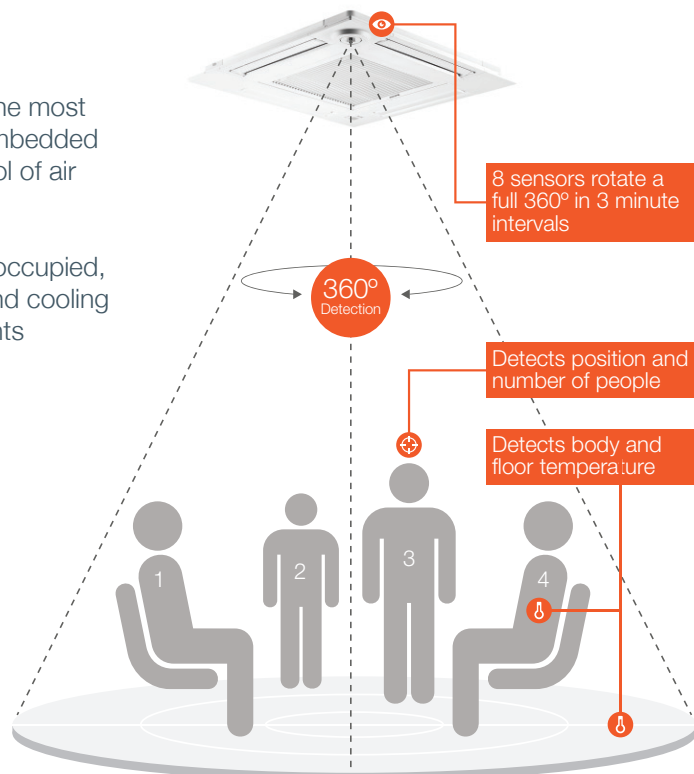 he most
mbedded
ol of air
occupied,
nd cooling
nts
8 sensors rotate a
full 360º in 3 minute
intervals
360º
Detection
Detects position and
number of people
Detects body and
floor temperature
1
2
3
4